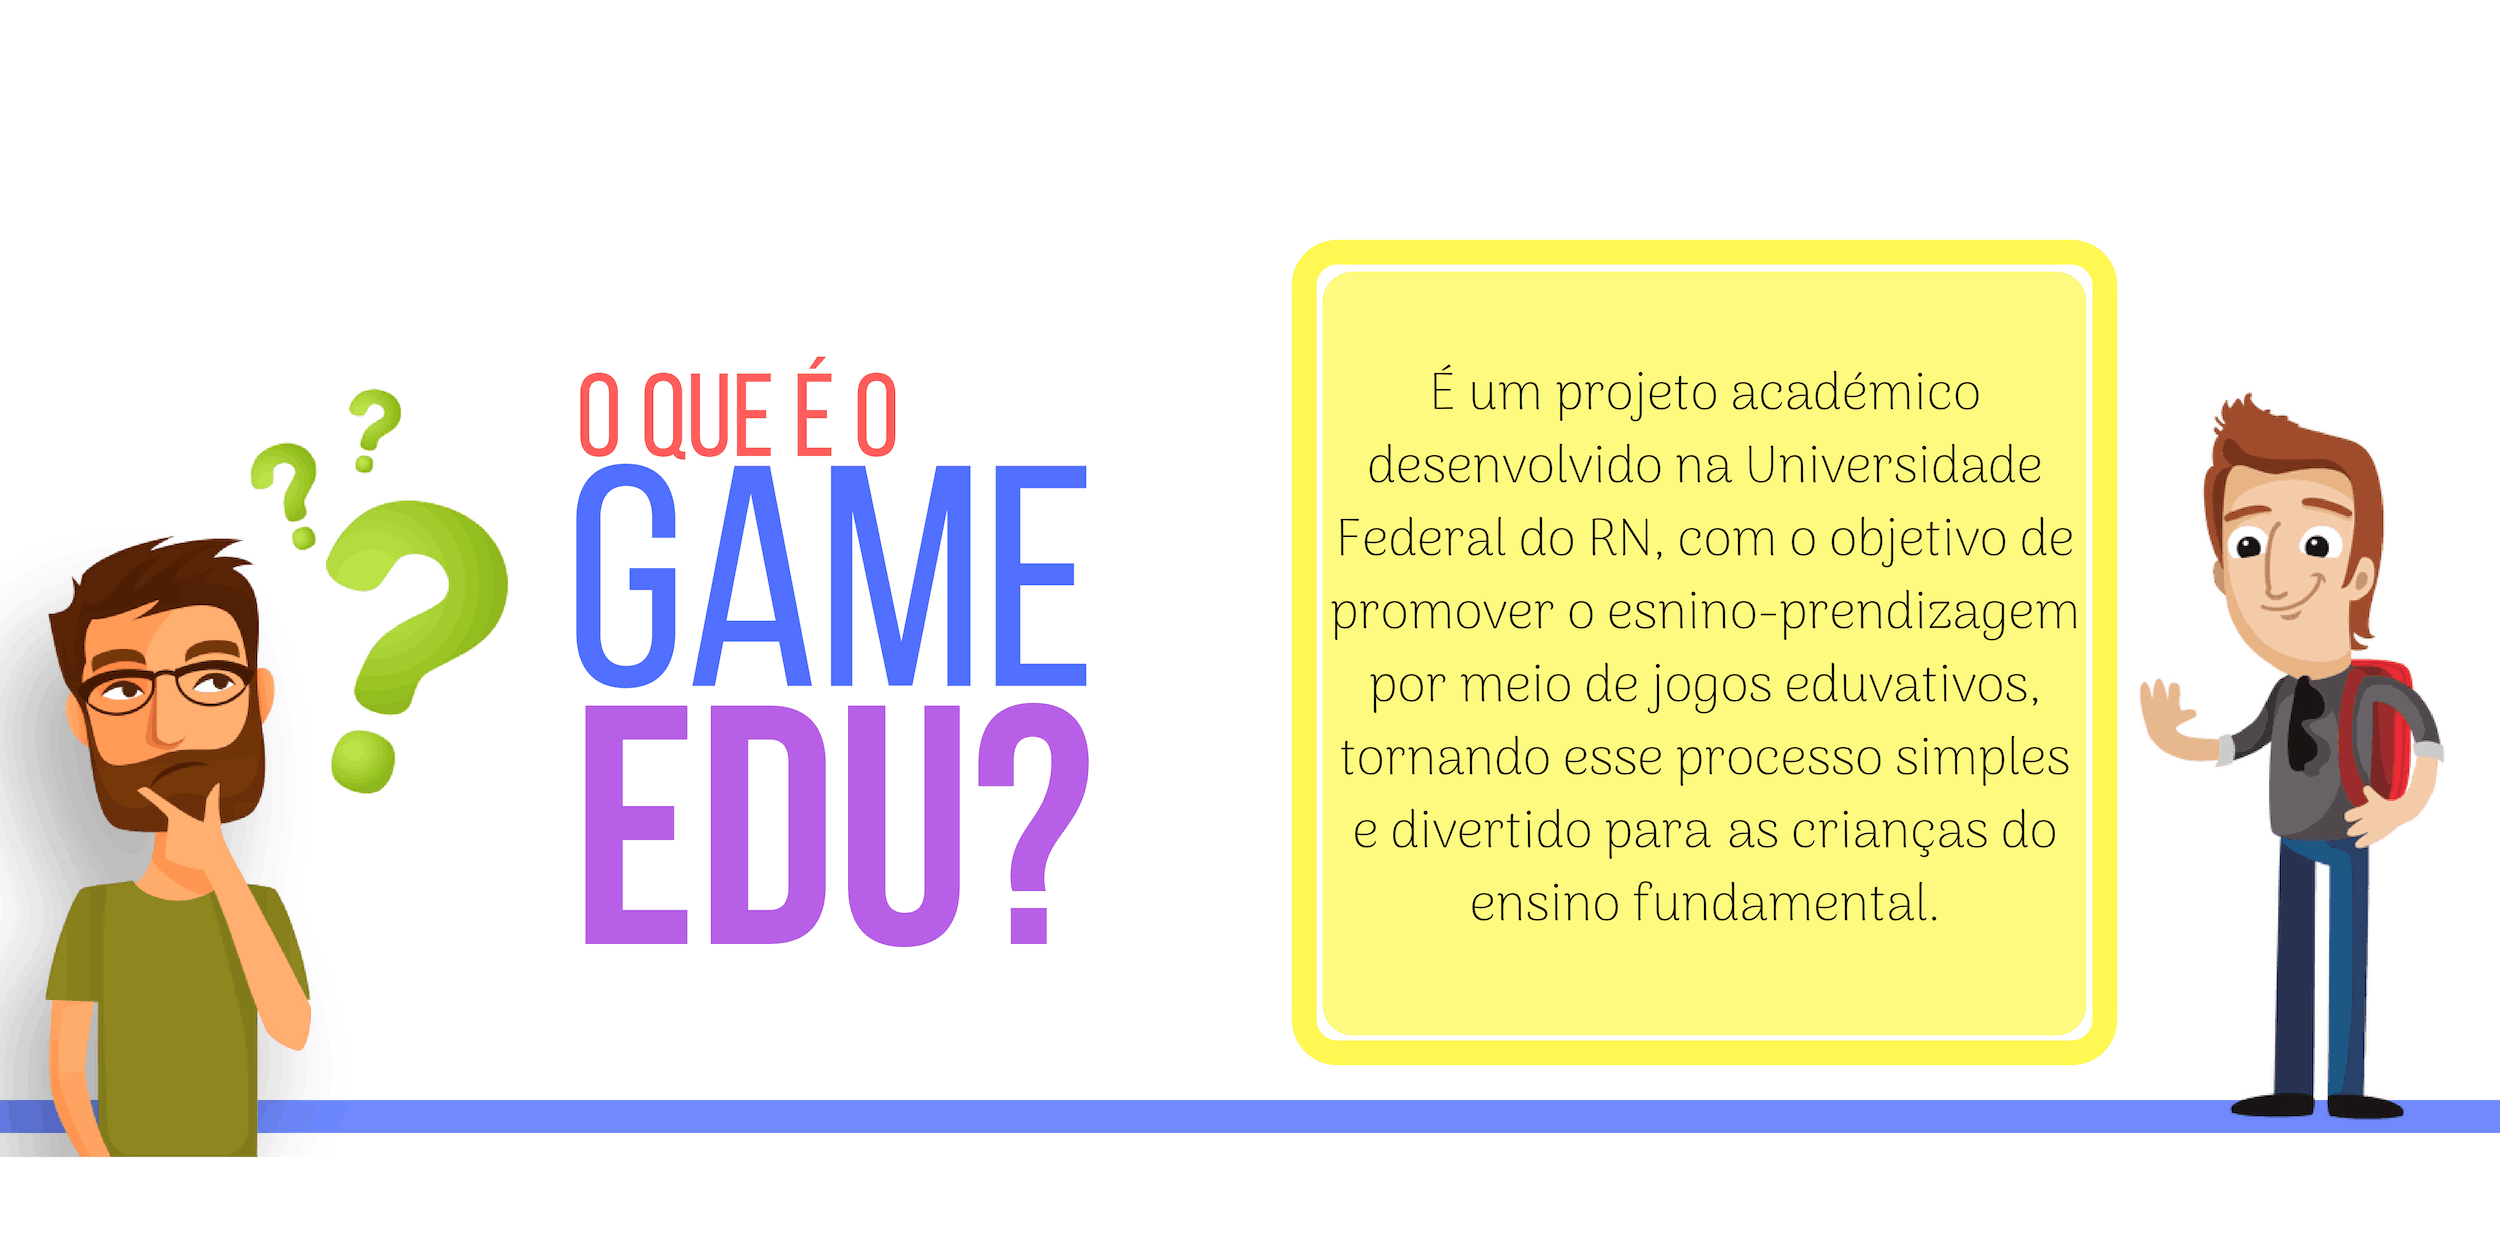 O QUE É O
GAME
EDU?
É um projeto académico
desenvolvido na Universidade
Federal do RN, com o objetivo de
promover o esnino-prendizagem
por meio de jogos eduvativos,
tornando esse processo simples
e divertido para as crianças do
ensino fundamental.